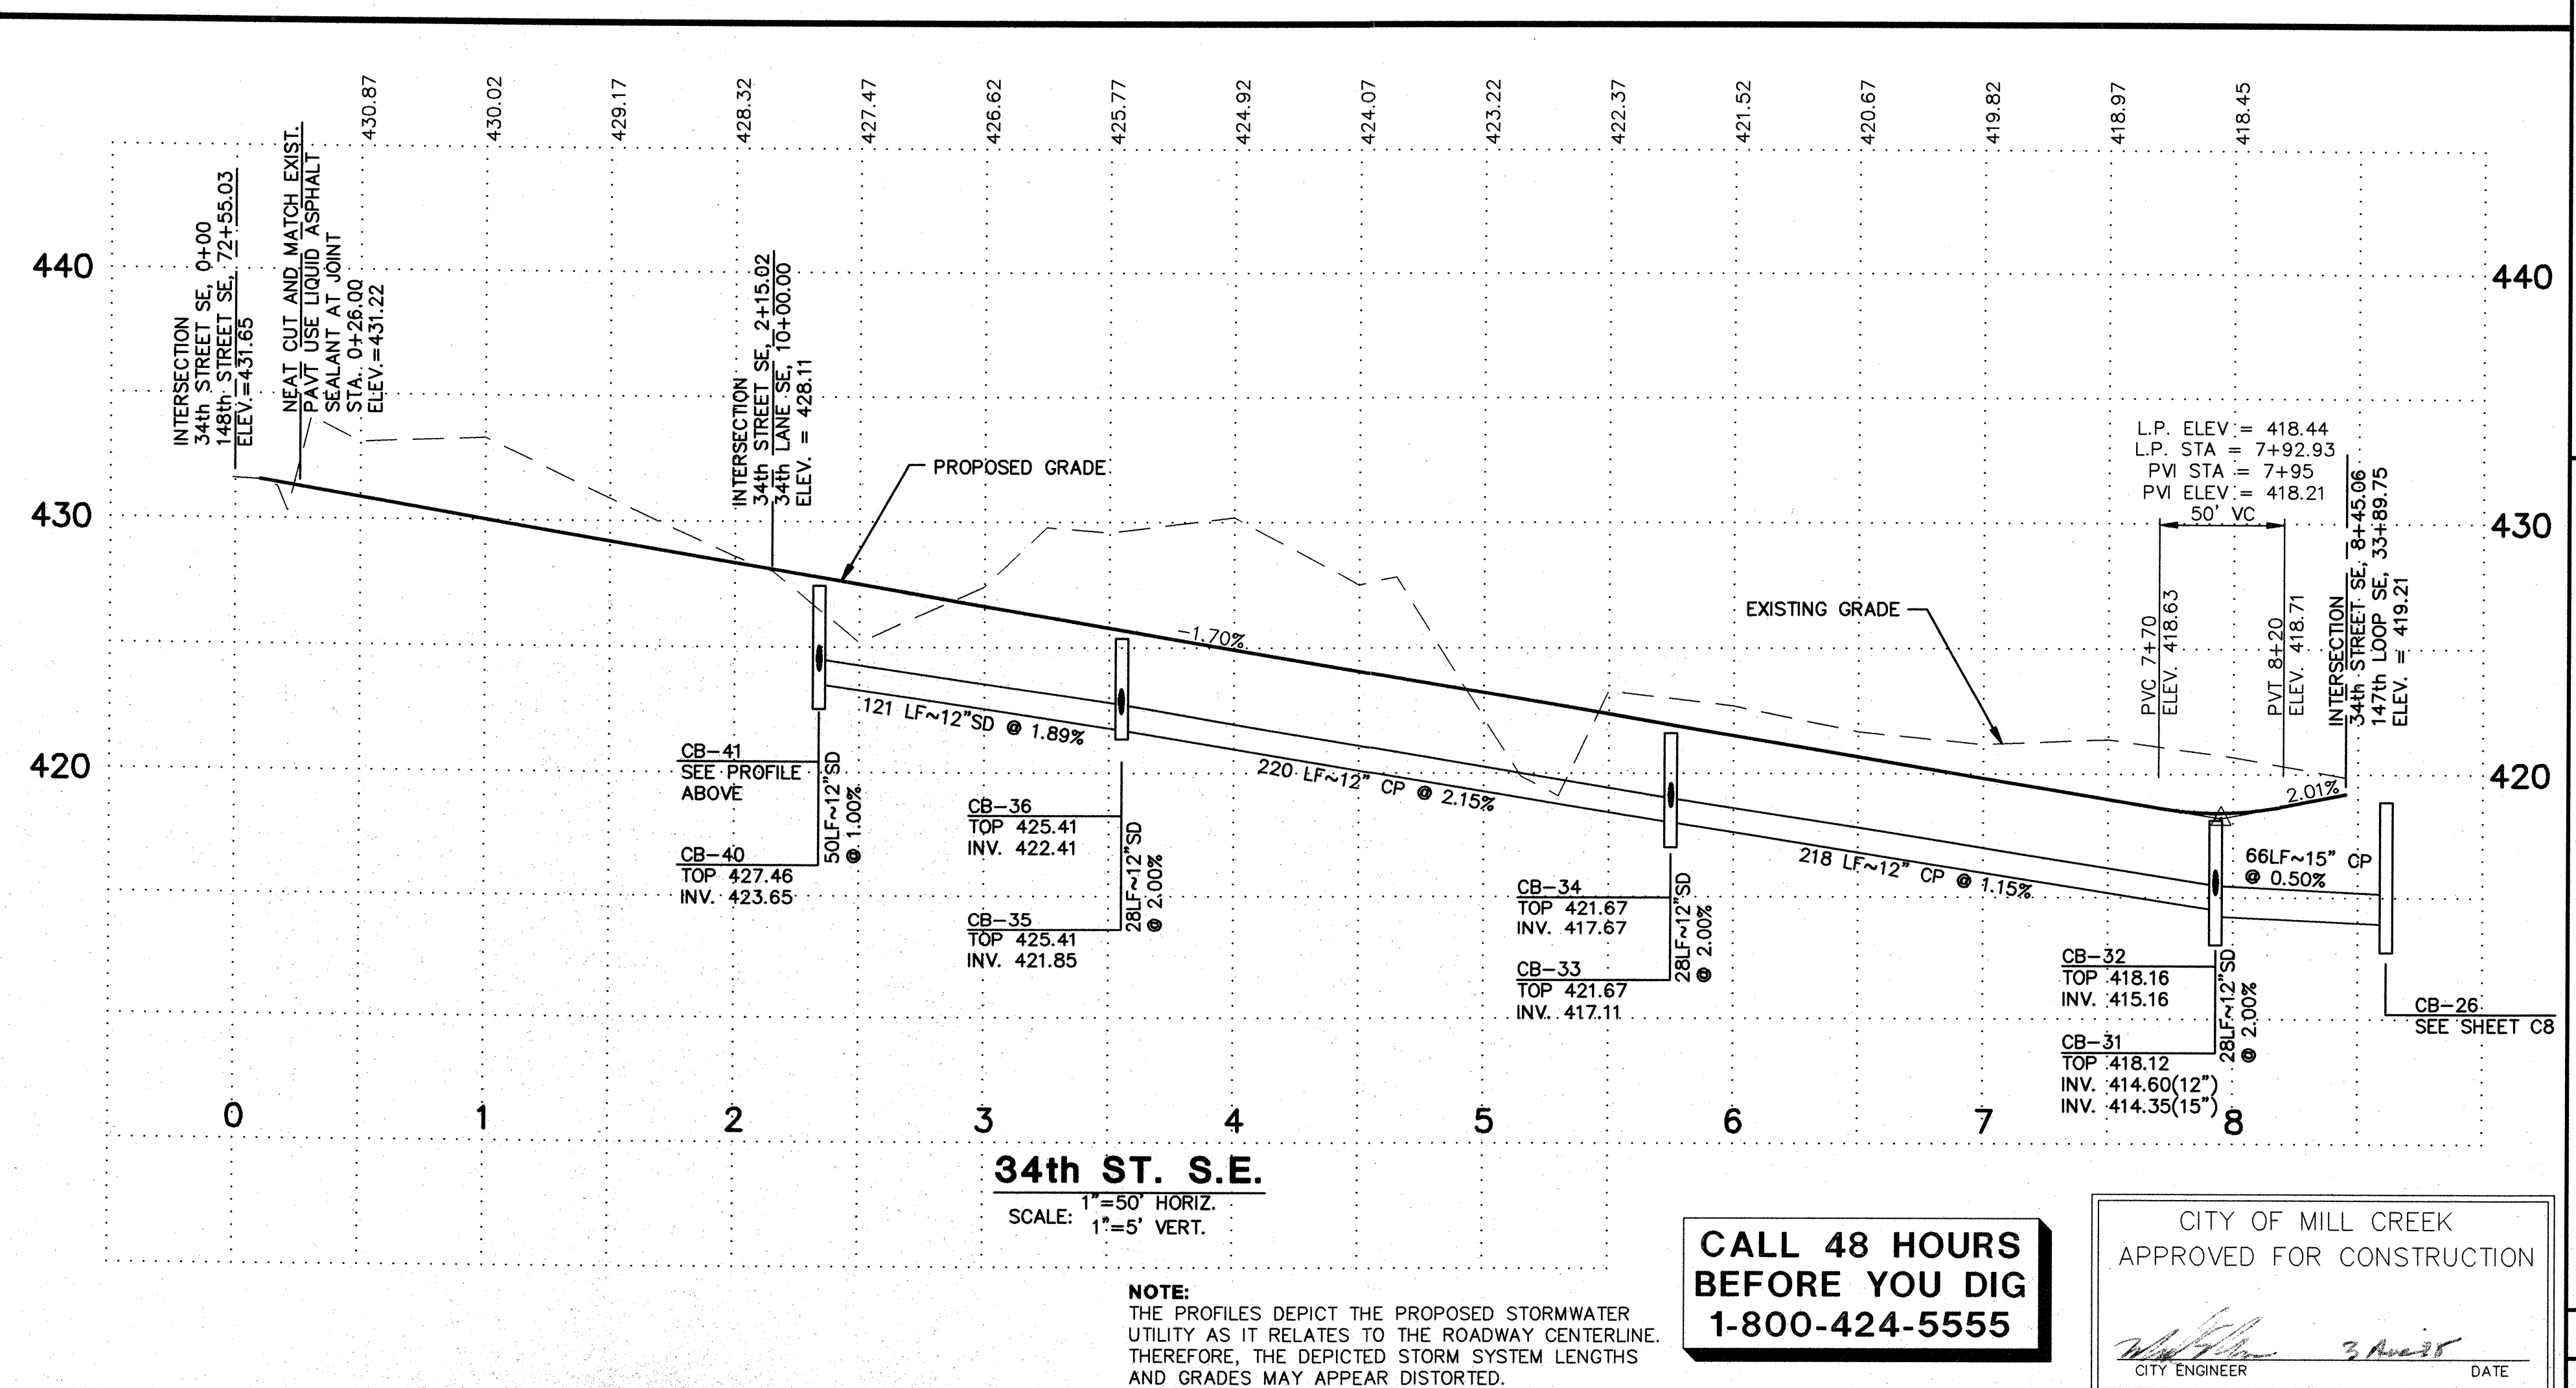 430.87
430.02
429.17
428.32
427.47
426.62
425.77
424.92
424.07
423.22
422.37
421.52
420.67
419.82
418.97
418.45
440
440
430
430
420
420
INTERSECTION
34th STREET SE, 0+00
148th STREET SE, 72+55.03
ELEV.=431.65
NEAT CUT AND MATCH EXIST.
PAVT USE LIQUID ASPHALT
SEALANT AT JOINT
STA. 0+26.00
ELEV.=431.22
INTERSECTION
34th STREET SE, 2+15.02
34th LANE SE, 10+00.00
ELEV. = 428.11
PROPOSED GRADE
-1.70%
EXISTING GRADE
L.P. ELEV = 418.44
L.P. STA = 7+92.93
PVI STA = 7+95
PVI ELEV = 418.21
50' VC
PVC 7+70
ELEV. 418.63
PVT 8+20
ELEV. 418.71
INTERSECTION
34th STREET SE, 8+45.06
147th LOOP SE, 33+89.75
ELEV. = 419.21
2.01%
121 LF~12"SD @ 1.89%
220 LF~12" CP @ 2.15%
218 LF~12" CP @ 1.15%
66LF~15" CP
@ 0.50%
CB-41
SEE PROFILE
ABOVE
50LF~12"SD
@ 1.00%
CB-40
TOP 427.46
INV. 423.65
CB-36
TOP 425.41
INV. 422.41
28LF~12"SD
@ 2.00%
CB-35
TOP 425.41
INV. 421.85
CB-34
TOP 421.67
INV. 417.67
28LF~12"SD
@ 2.00%
CB-33
TOP 421.67
INV. 417.11
CB-32
TOP 418.16
INV. 415.16
28LF~12"SD
@ 2.00%
CB-31
TOP 418.12
INV. 414.60(12")
INV. 414.35(15")
CB-26
SEE SHEET C8
0
1
2
3
4
5
6
7
8
34th ST. S.E.
SCALE: 1"=50' HORIZ.
1"=5' VERT.
NOTE:
THE PROFILES DEPICT THE PROPOSED STORMWATER
UTILITY AS IT RELATES TO THE ROADWAY CENTERLINE.
THEREFORE, THE DEPICTED STORM SYSTEM LENGTHS
AND GRADES MAY APPEAR DISTORTED.
CALL 48 HOURS
BEFORE YOU DIG
1-800-424-5555
CITY OF MILL CREEK
APPROVED FOR CONSTRUCTION
CITY ENGINEER
DATE